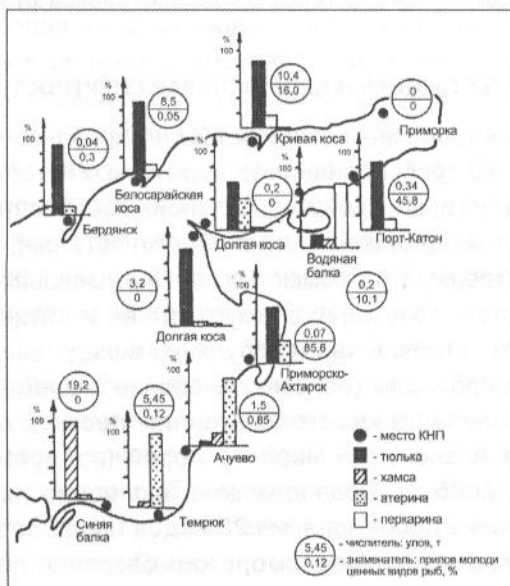 %
100
10,4
16,0
Кривая коса
0
0
Приморка
%
100
8,5
0,05
Белосарайская
коса
%
100
0,04
0,3
Бердянск
%
100
0,2
0
Долгая коса
%
100
Водяная
балка
0,2
10,1
%
100
0,34
45,8
Порт-Катон
%
100
3,2
0
Долгая коса
%
100
0,07
85,6
Приморско-
Ахтарск
%
100
1,5
0,85
Ачуево
%
100
5,45
0,12
Темрюк
%
100
19,2
0
Синяя
балка
- место КНП
- тюлька
- хамса
- атерина
- перкарина
5,45
0,12
- числитель: улов, т
- знаменатель: прилов молоди
ценных видов рыб, %